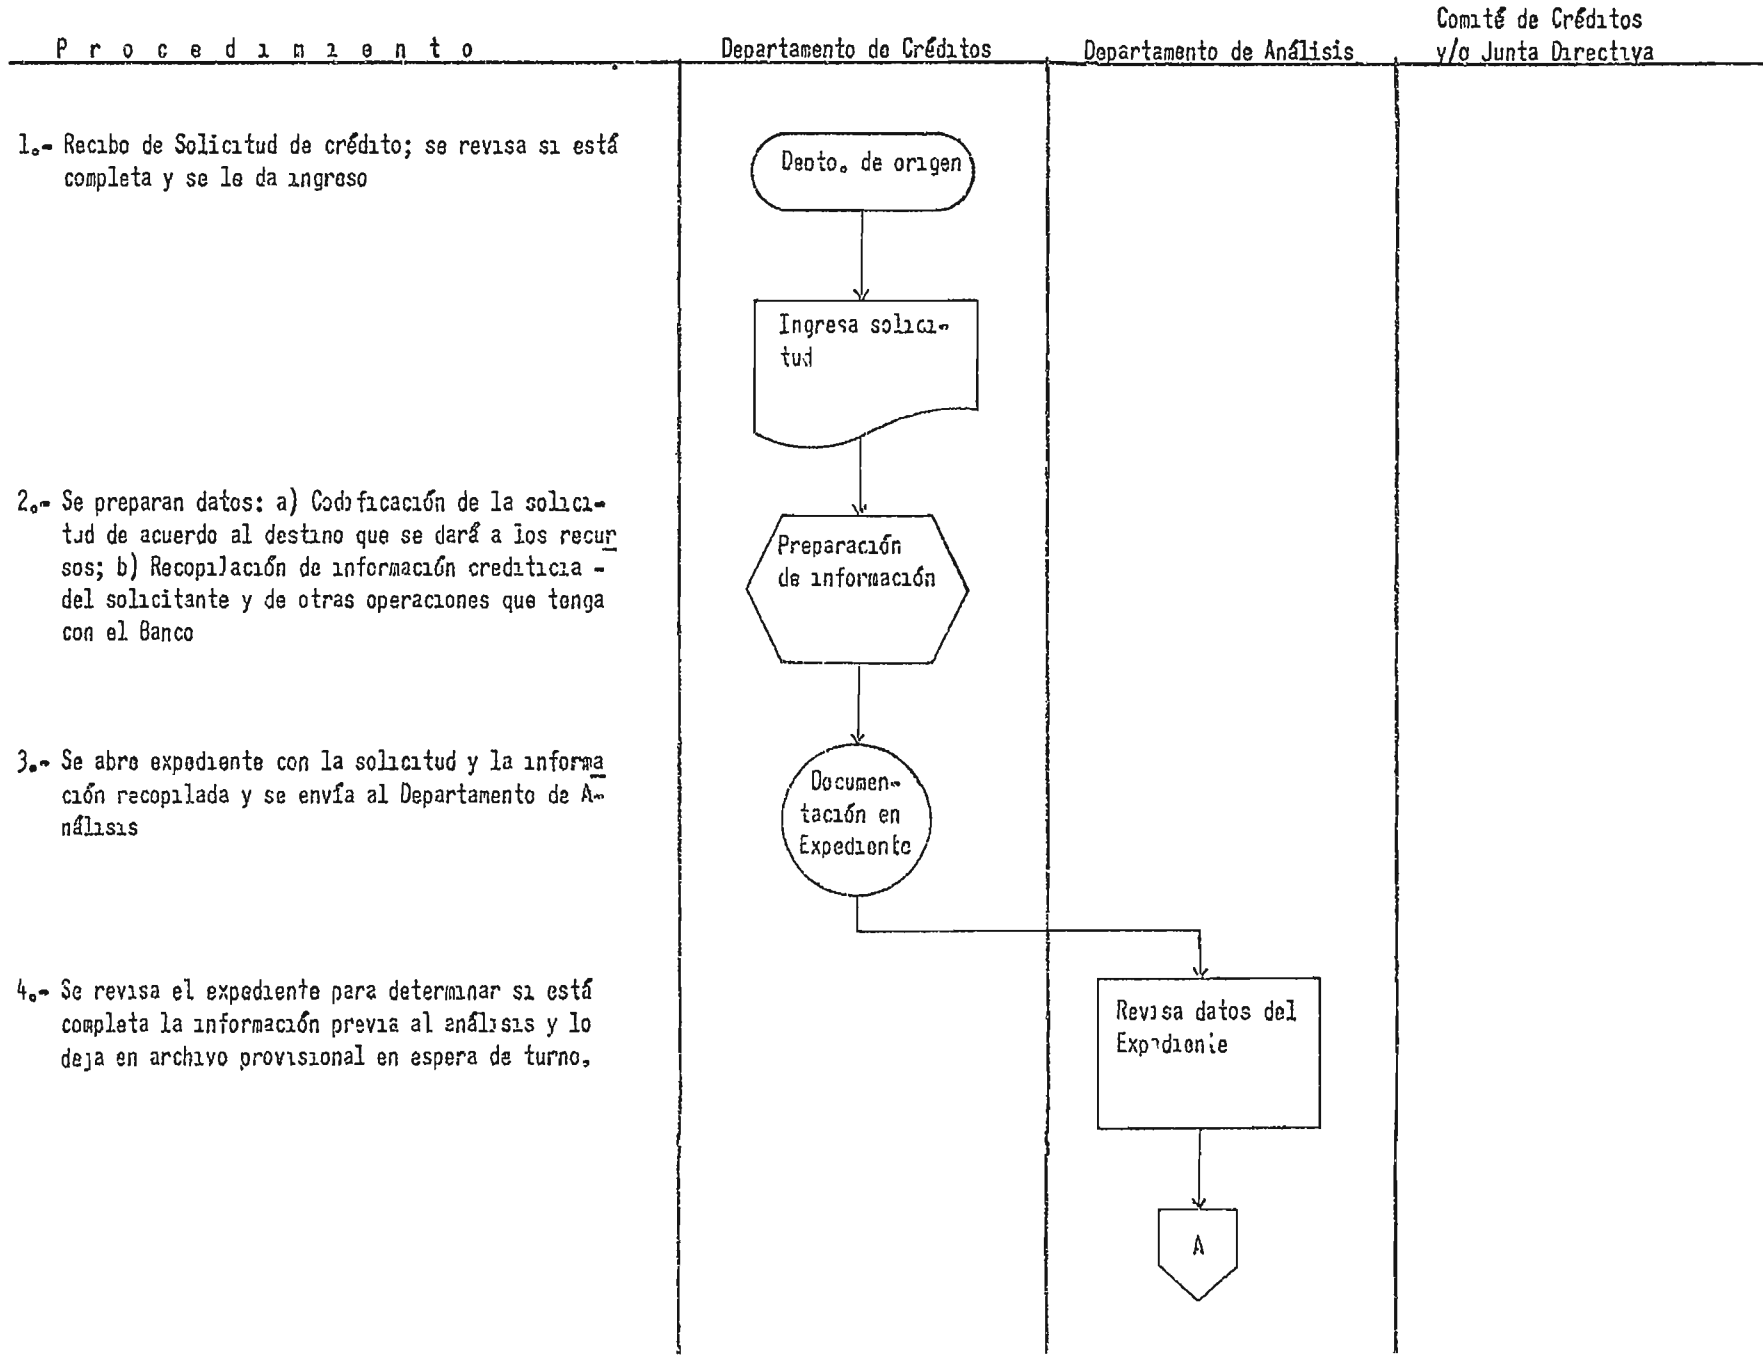 Procedimiento
Departamento de Créditos
Departamento de Análisis
Comité de Créditos
y/o Junta Directiva
1.- Recibo de Solicitud de crédito; se revisa si está
completa y se le da ingreso
Depto. de origen
Ingresa solici-
tud
2.- Se preparan datos: a) Codificación de la solici-
tud de acuerdo al destino que se dará a los recur
sos; b) Recopilación de información crediticia -
del solicitante y de otras operaciones que tenga
con el Banco
Preparación
de información
3.- Se abre expediente con la solicitud y la informa
ción recopilada y se envía al Departamento de A-
nálisis
Documen-
tación en
Expediente
4.- Se revisa el expediente para determinar si está
completa la información previa al análisis y lo
deja en archivo provisional en espera de turno.
Revisa datos del
Expediente
A